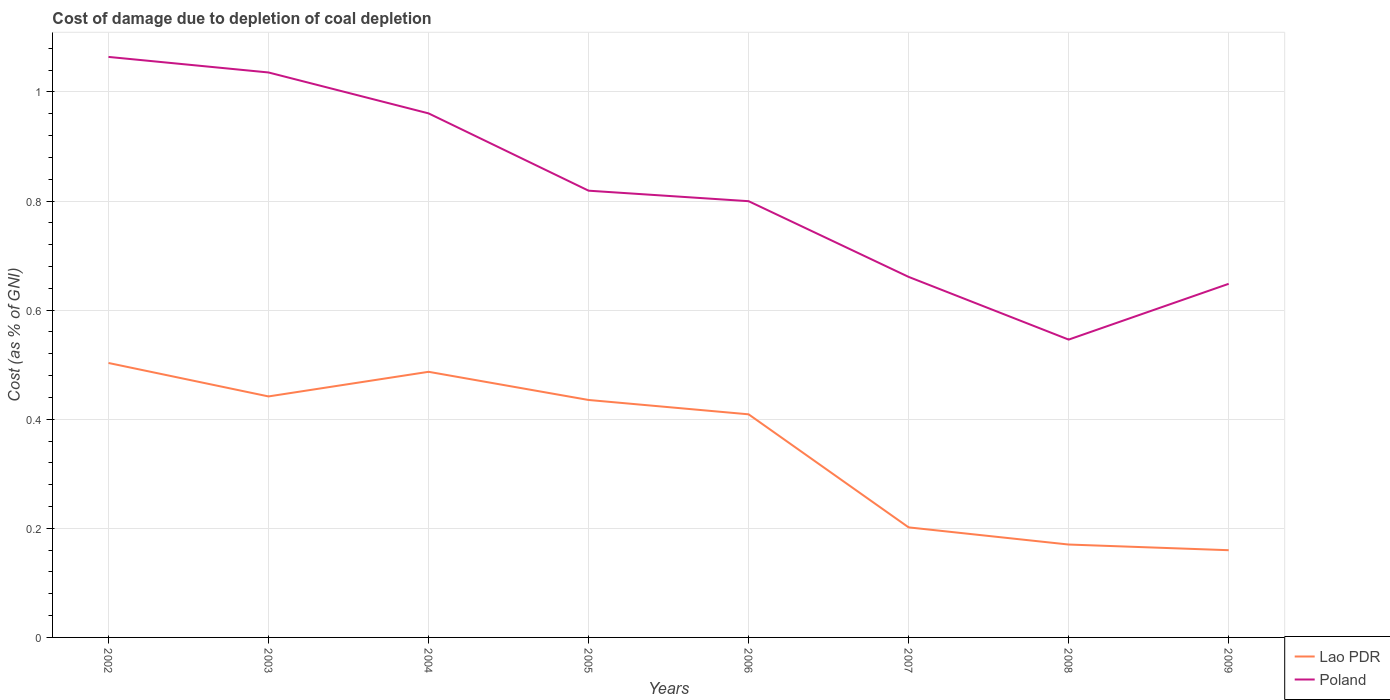 Cost of damage due to depletion of coal depletion
Cost (as % of GNI)
1
0.8
0.6
0.4
0.2
0
2002
2003
2004
2005
2006
2007
2008
2009
Years
Lao PDR
Poland